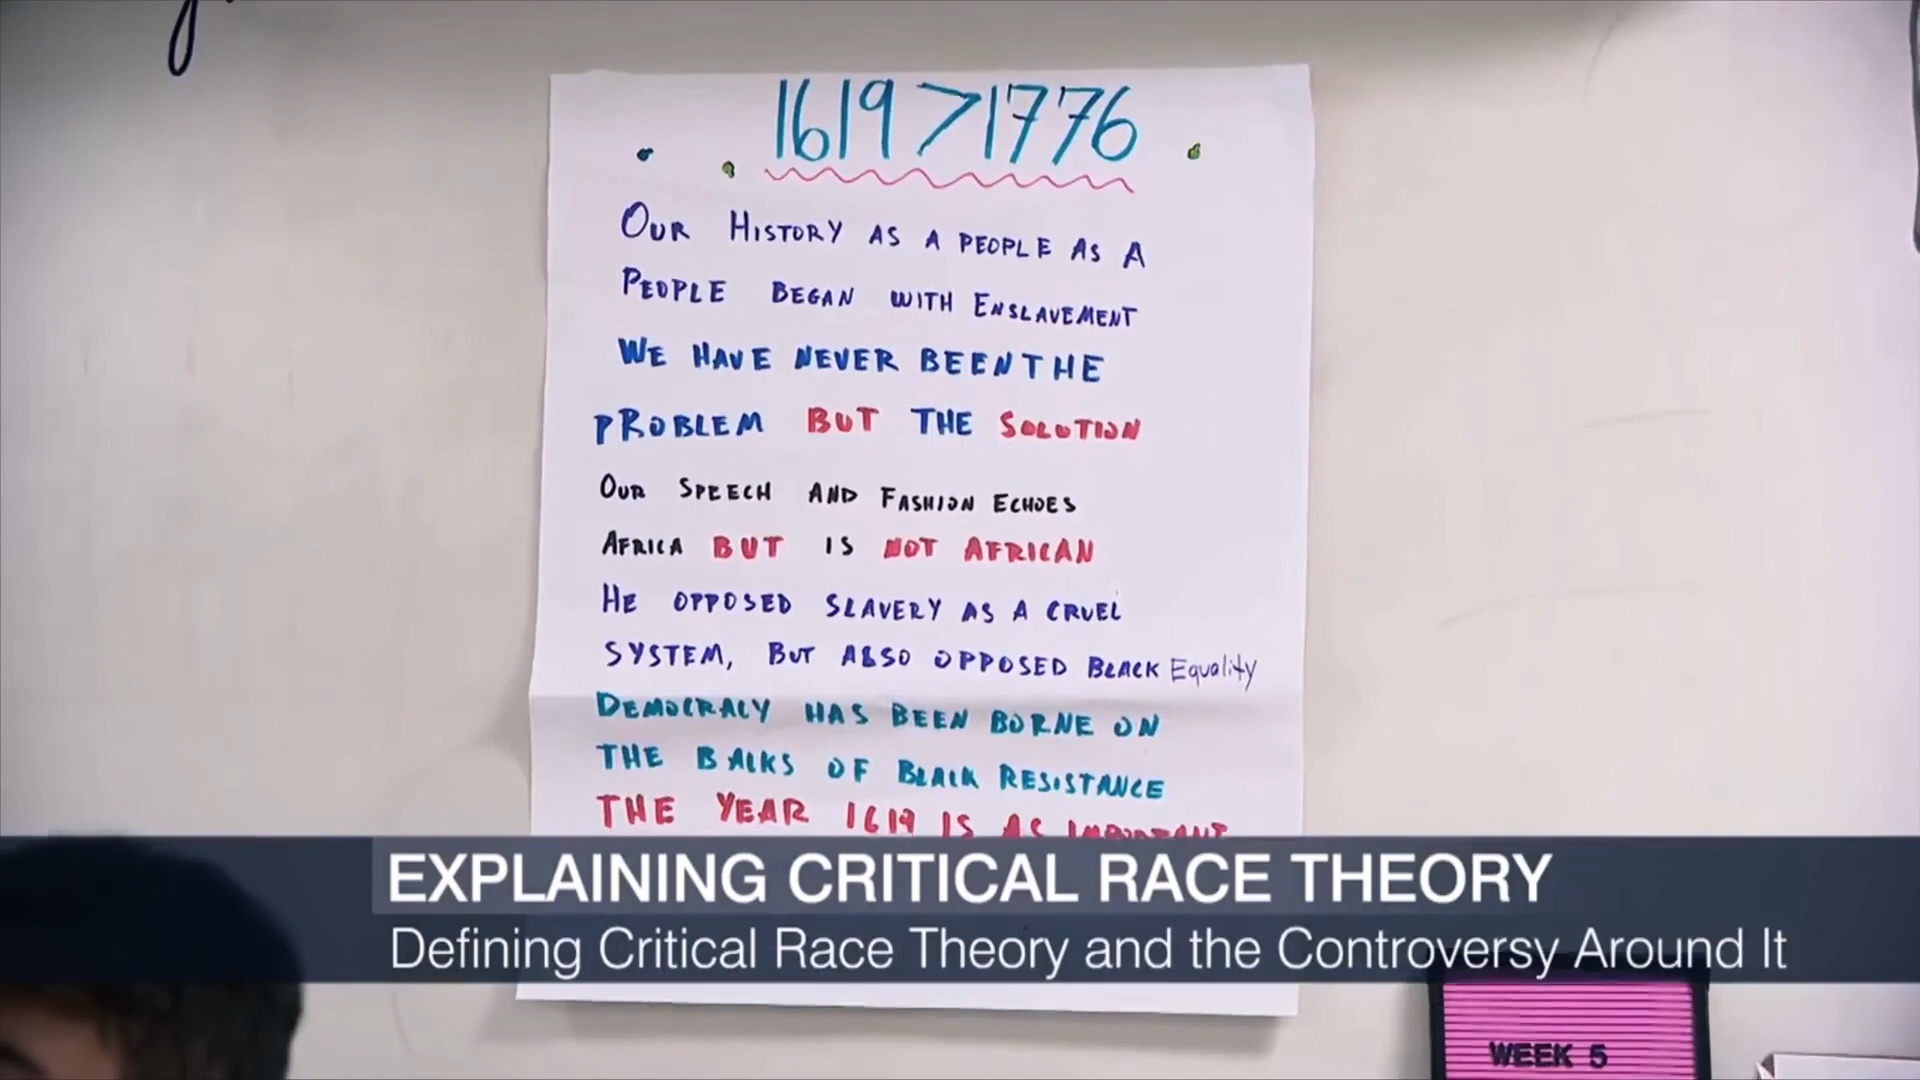 1619>1776
OUR HISTORY AS A PEOPLE AS A
PEOPLE BEGAN WITH ENSLAVEMENT
WE HAVE NEVER BEEN THE
PROBLEM BUT THE SOLUTION
OUR SPEECH AND FASHION ECHOES
AFRICA BUT IS NOT AFRICAN
HE OPPOSED SLAVERY AS A CRUEL
SYSTEM, BUT ALSO OPPOSED BLACK Equality
DEMOCRACY HAS BEEN BORNE ON
THE BACKS OF BLACK RESISTANCE
THE YEAR 1619 IS AS IMPORTANT
EXPLAINING CRITICAL RACE THEORY
Defining Critical Race Theory and the Controversy Around It
WEEK 5